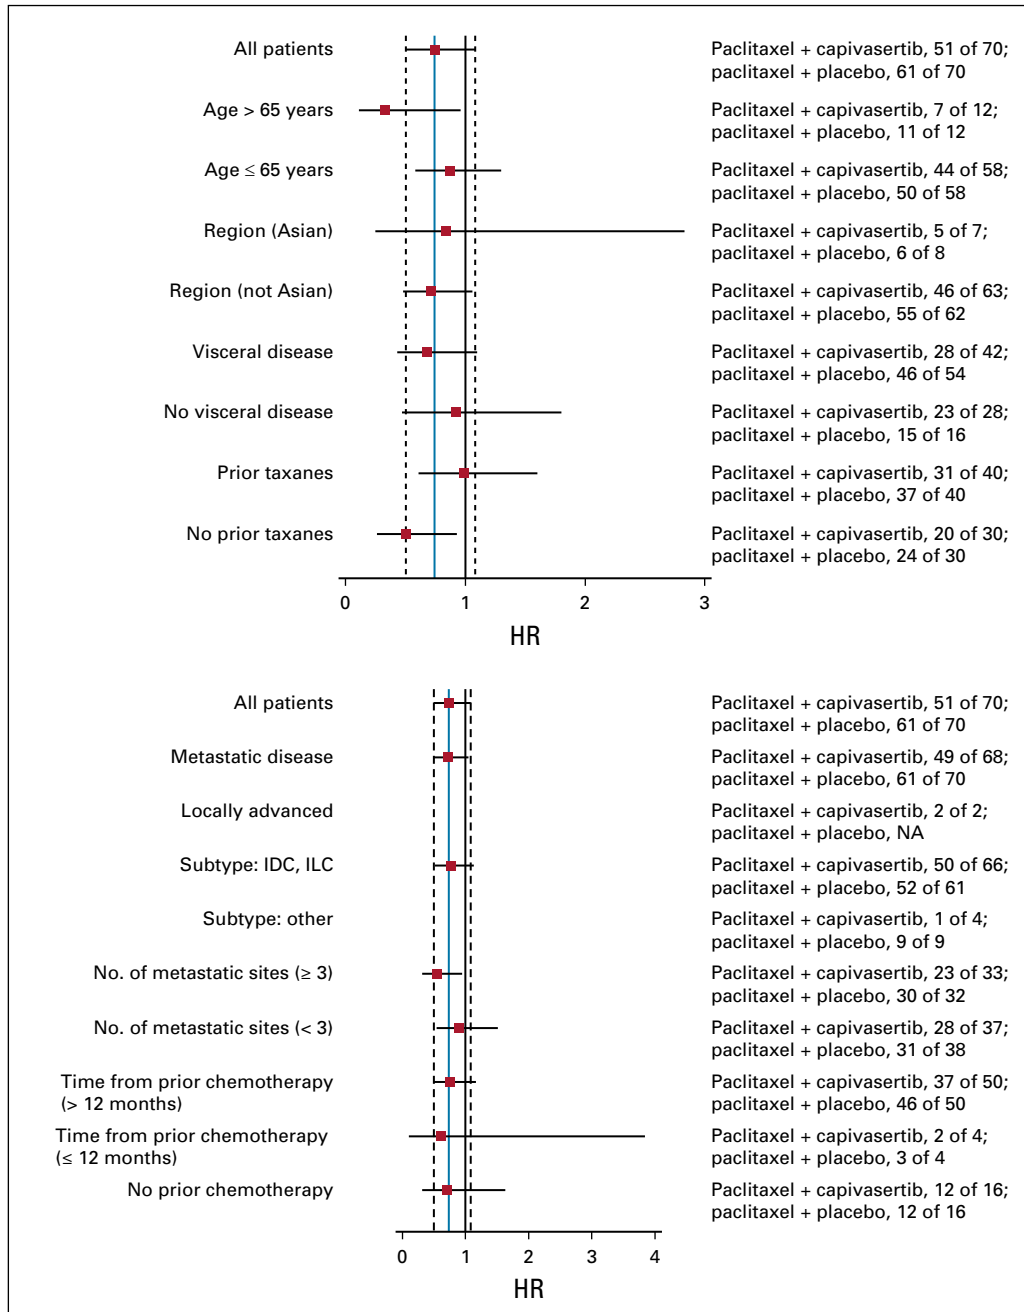 All patients
Paclitaxel + capivasertib, 51 of 70;
paclitaxel + placebo, 61 of 70
Age > 65 years
Paclitaxel + capivasertib, 7 of 12;
paclitaxel + placebo, 11 of 12
Age ≤ 65 years
Paclitaxel + capivasertib, 44 of 58;
paclitaxel + placebo, 50 of 58
Region (Asian)
Paclitaxel + capivasertib, 5 of 7;
paclitaxel + placebo, 6 of 8
Region (not Asian)
Paclitaxel + capivasertib, 46 of 63;
paclitaxel + placebo, 55 of 62
Visceral disease
Paclitaxel + capivasertib, 28 of 42;
paclitaxel + placebo, 46 of 54
No visceral disease
Paclitaxel + capivasertib, 23 of 28;
paclitaxel + placebo, 15 of 16
Prior taxanes
Paclitaxel + capivasertib, 31 of 40;
paclitaxel + placebo, 37 of 40
No prior taxanes
Paclitaxel + capivasertib, 20 of 30;
paclitaxel + placebo, 24 of 30
0 1 2 3
HR
All patients
Paclitaxel + capivasertib, 51 of 70;
paclitaxel + placebo, 61 of 70
Metastatic disease
Paclitaxel + capivasertib, 49 of 68;
paclitaxel + placebo, 61 of 70
Locally advanced
Paclitaxel + capivasertib, 2 of 2;
paclitaxel + placebo, NA
Subtype: IDC, ILC
Paclitaxel + capivasertib, 50 of 66;
paclitaxel + placebo, 52 of 61
Subtype: other
Paclitaxel + capivasertib, 1 of 4;
paclitaxel + placebo, 9 of 9
No. of metastatic sites (≥ 3)
Paclitaxel + capivasertib, 23 of 33;
paclitaxel + placebo, 30 of 32
No. of metastatic sites (< 3)
Paclitaxel + capivasertib, 28 of 37;
paclitaxel + placebo, 31 of 38
Time from prior chemotherapy
(> 12 months)
Paclitaxel + capivasertib, 37 of 50;
paclitaxel + placebo, 46 of 50
Time from prior chemotherapy
(≤ 12 months)
Paclitaxel + capivasertib, 2 of 4;
paclitaxel + placebo, 3 of 4
No prior chemotherapy
Paclitaxel + capivasertib, 12 of 16;
paclitaxel + placebo, 12 of 16
0 1 2 3 4
HR